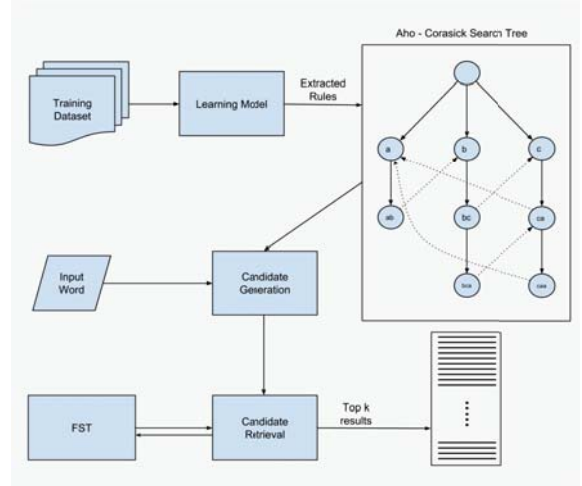 Aho - Corasick Search Tree
Training
Dataset
Learning Model
Extracted
Rules
a
b
c
ab
bc
ca
bca
caa
Input
Word
Candidate
Generation
FST
Candidate
Retrieval
Top k
results